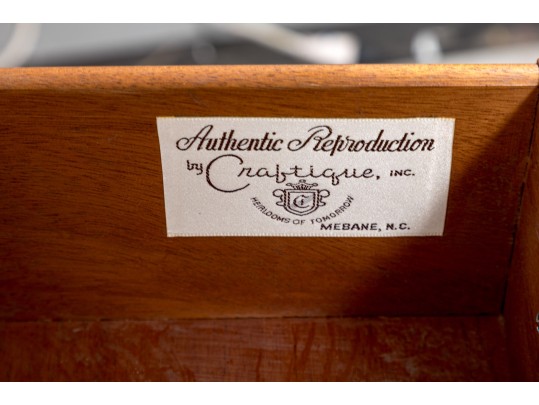 Authentic Reproduction
by Craftique, INC.
HEIRLOOMS OF TOMORROW
MEBANE, N.C.